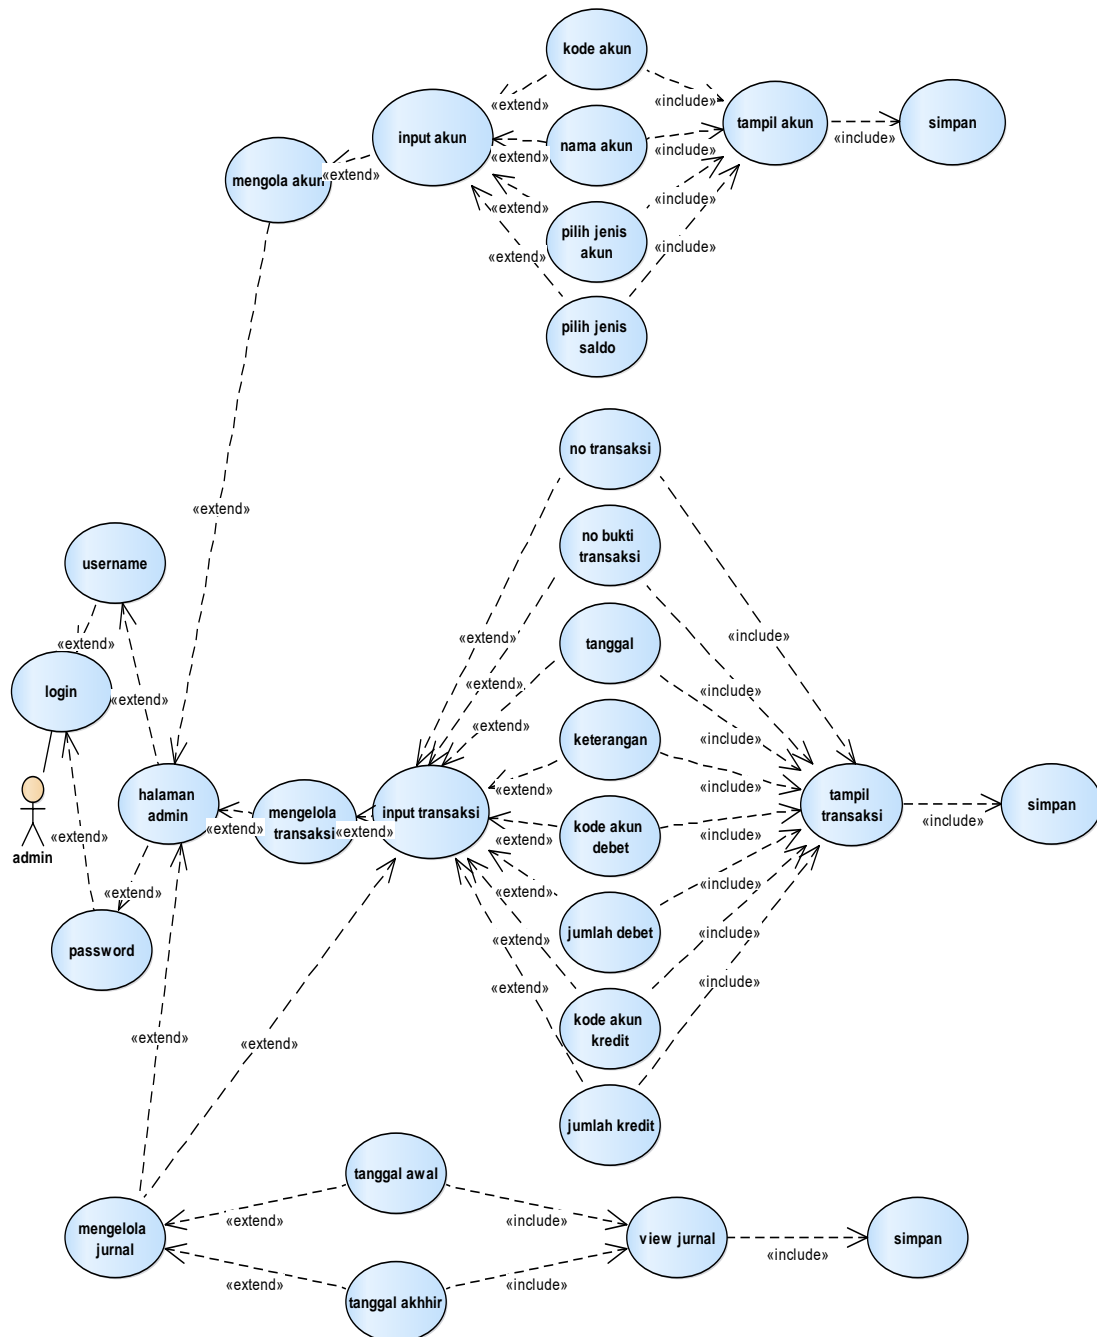 kode akun
«extend»
«include»
input akun
nama akun
tampil akun
simpan
«extend»
«include»
«include»
mengola akun
«extend»
«extend»
«include»
pilih jenis
akun
«extend»
«include»
pilih jenis
saldo
no transaksi
«extend»
no bukti
transaksi
username
«extend»
«extend»
tanggal
«include»
«extend»
login
«extend»
«include»
«extend»
keterangan
«include»
halaman
admin
«extend»
«include»
tampil
transaksi
simpan
mengelola
transaksi
input transaksi
«extend»
«extend»
kode akun
debet
«extend»
«include»
«include»
admin
«extend»
«extend»
«extend»
«include»
password
jumlah debet
«extend»
«include»
«extend»
«include»
kode akun
kredit
«extend»
«extend»
jumlah kredit
tanggal awal
«extend»
«include»
mengelola
jurnal
view jurnal
simpan
«include»
«extend»
«include»
tanggal akhhir